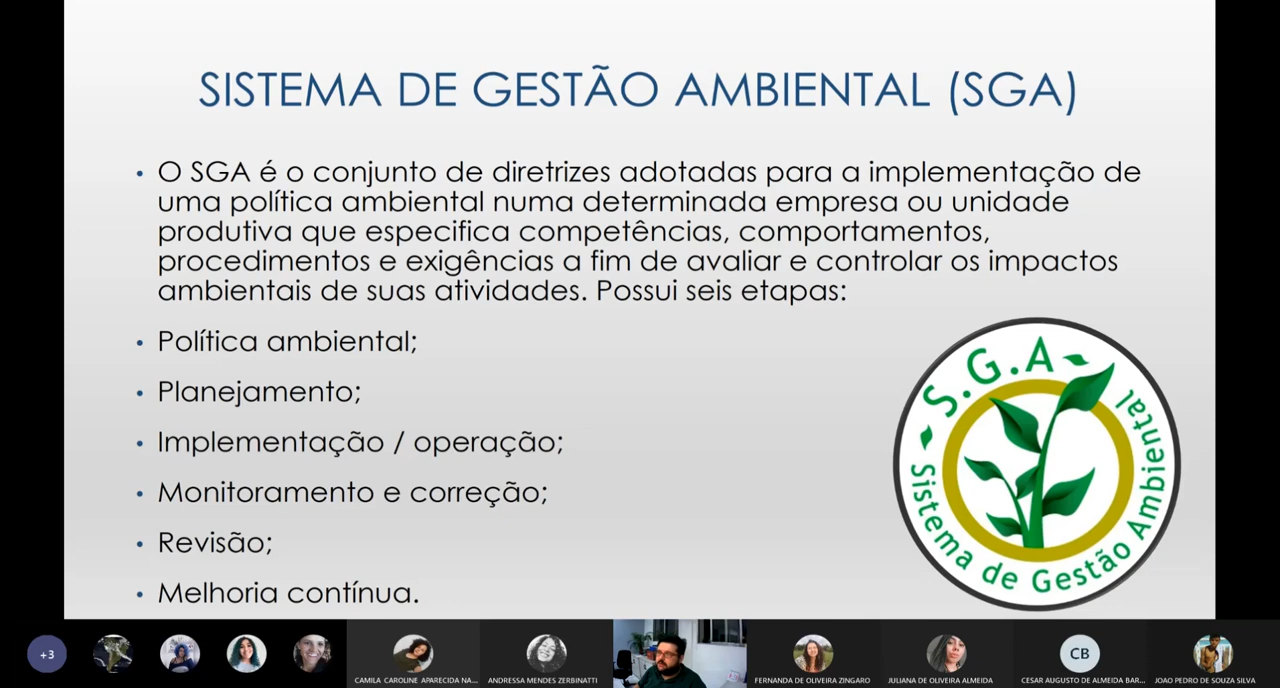 SISTEMA DE GESTÃO AMBIENTAL (SGA)
• O SGA é o conjunto de diretrizes adotadas para a implementação de
uma política ambiental numa determinada empresa ou unidade
produtiva que especifica competências, comportamentos,
procedimentos e exigências a fim de avaliar e controlar os impactos
ambientais de suas atividades. Possui seis etapas:
• Política ambiental;
• Planejamento;
• Implementação / operação;
• Monitoramento e correção;
• Revisão;
• Melhoria contínua.
S.G.A
Sistema de Gestão Ambiental
+3
CAMILA CAROLINE APARECIDA NA...
ANDRESSA MENDES ZERBINATTI
FERNANDA DE OLIVEIRA ZINGARO
JULIANA DE OLIVEIRA ALMEIDA
CB
CESAR AUGUSTO DE ALMEIDA BAR...
JOAO PEDRO DE SOUZA SILVA